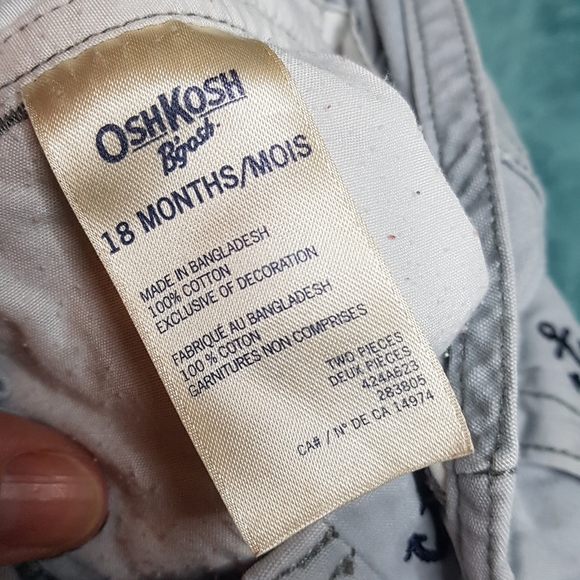 OSHKOSH
B'gosh
18 MONTHS/MOIS
MADE IN BANGLADESH
100% COTTON
EXCLUSIVE OF DECORATION
FABRIQUÉ AU BANGLADESH
100 % COTON
GARNITURES NON COMPRISES
TWO PIECES
DEUX PIÈCES
424A623
283805
CA# / N° DE CA 14974